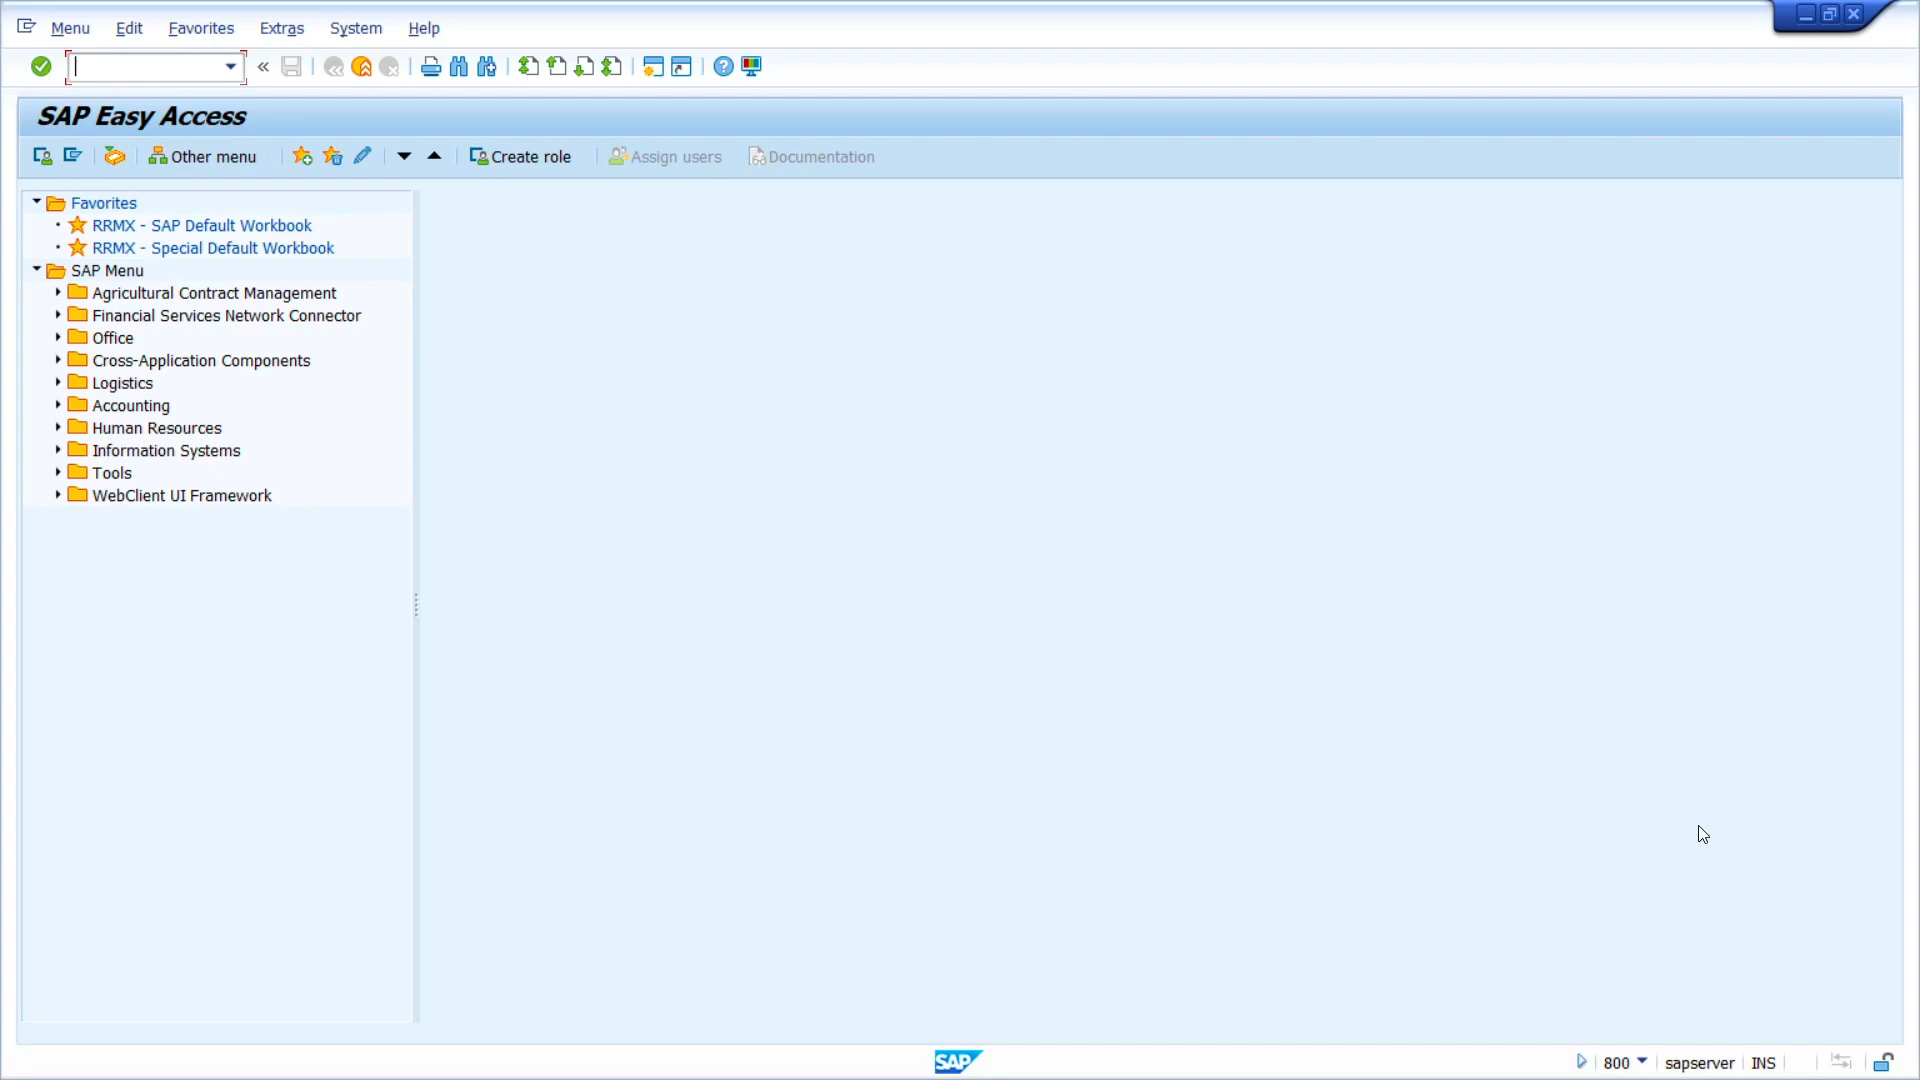 Menu Edit Favorites Extras System Help
SAP Easy Access
Other menu Create role Assign users Documentation
Favorites
RRMX - SAP Default Workbook
RRMX - Special Default Workbook
SAP Menu
Agricultural Contract Management
Financial Services Network Connector
Office
Cross-Application Components
Logistics
Accounting
Human Resources
Information Systems
Tools
WebClient UI Framework
SAP 800 sapserver INS